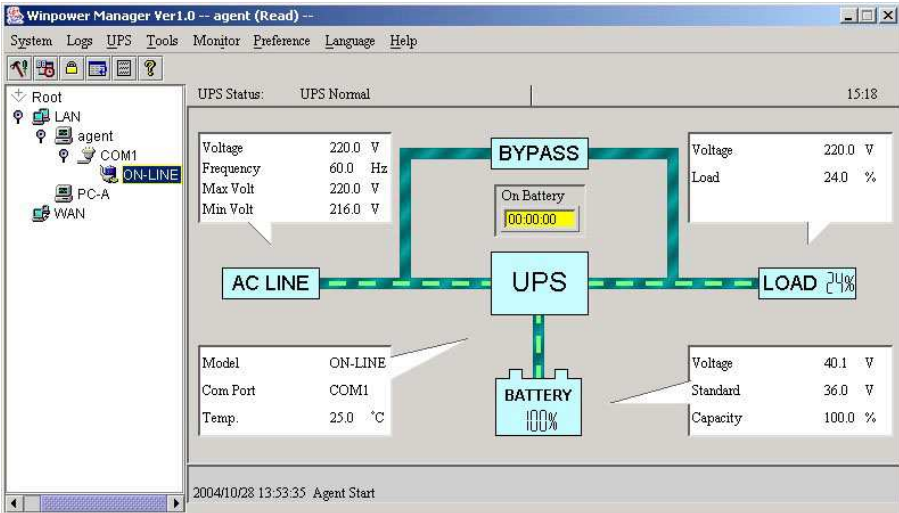 Winpower Manager Ver1.0 -- agent (Read) --
System Logs UPS Tools Monitor Preference Language Help
Root
LAN
agent
COM1
ON-LINE
PC-A
WAN
UPS Status: UPS Normal 15:18
Voltage 220.0 V
Frequency 60.0 Hz
Max Volt 220.0 V
Min Volt 216.0 V
BYPASS
On Battery
00:00:00
Voltage 220.0 V
Load 24.0 %
AC LINE
UPS
LOAD 24%
Model ON-LINE
Com Port COM1
Temp. 25.0 °C
BATTERY
100%
Voltage 40.1 V
Standard 36.0 V
Capacity 100.0 %
2004/10/28 13:53:35 Agent Start